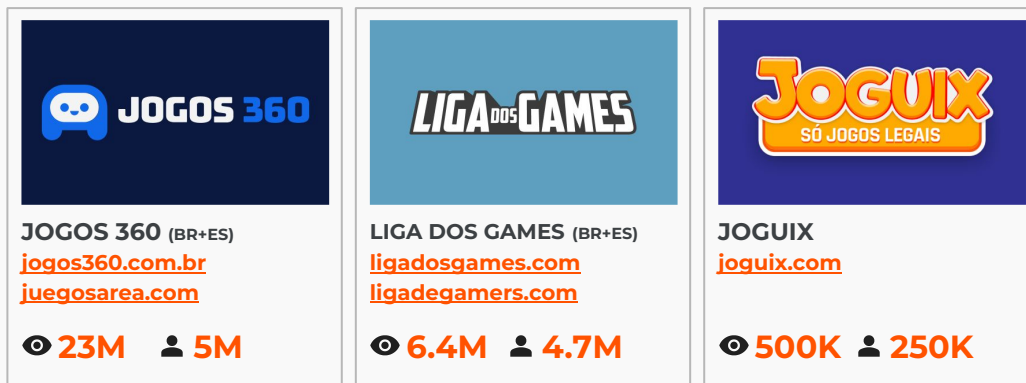 JOGOS 360
JOGOS 360 (BR+ES)
jogos360.com.br
juegosarea.com
23M 5M
LIGA DOS GAMES
LIGA DOS GAMES (BR+ES)
ligadosgames.com
ligadegamers.com
6.4M 4.7M
JOGUIX
SÓ JOGOS LEGAIS
JOGUIX
joguix.com
500K 250K